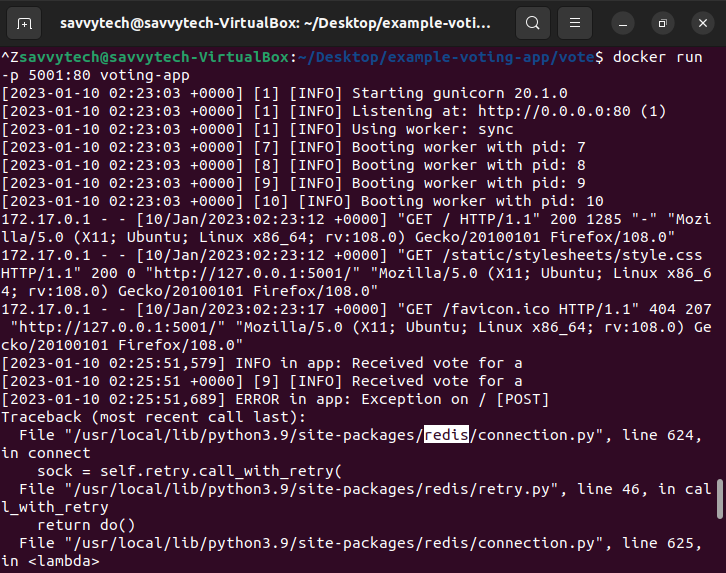 savvytech@savvytech-VirtualBox: ~/Desktop/example-voti...
^Zsavvytech@savvytech-VirtualBox:~/Desktop/example-voting-app/vote$ docker run
-p 5001:80 voting-app
[2023-01-10 02:23:03 +0000] [1] [INFO] Starting gunicorn 20.1.0
[2023-01-10 02:23:03 +0000] [1] [INFO] Listening at: http://0.0.0.0:80 (1)
[2023-01-10 02:23:03 +0000] [1] [INFO] Using worker: sync
[2023-01-10 02:23:03 +0000] [7] [INFO] Booting worker with pid: 7
[2023-01-10 02:23:03 +0000] [8] [INFO] Booting worker with pid: 8
[2023-01-10 02:23:03 +0000] [9] [INFO] Booting worker with pid: 9
[2023-01-10 02:23:03 +0000] [10] [INFO] Booting worker with pid: 10
172.17.0.1 - - [10/Jan/2023:02:23:12 +0000] "GET / HTTP/1.1" 200 1285 "-" "Mozi
lla/5.0 (X11; Ubuntu; Linux x86_64; rv:108.0) Gecko/20100101 Firefox/108.0"
172.17.0.1 - - [10/Jan/2023:02:23:12 +0000] "GET /static/stylesheets/style.css
HTTP/1.1" 200 0 "http://127.0.0.1:5001/" "Mozilla/5.0 (X11; Ubuntu; Linux x86_6
4; rv:108.0) Gecko/20100101 Firefox/108.0"
172.17.0.1 - - [10/Jan/2023:02:23:17 +0000] "GET /favicon.ico HTTP/1.1" 404 207
 "http://127.0.0.1:5001/" "Mozilla/5.0 (X11; Ubuntu; Linux x86_64; rv:108.0) Ge
cko/20100101 Firefox/108.0"
[2023-01-10 02:25:51,579] INFO in app: Received vote for a
[2023-01-10 02:25:51 +0000] [9] [INFO] Received vote for a
[2023-01-10 02:25:51,689] ERROR in app: Exception on / [POST]
Traceback (most recent call last):
  File "/usr/local/lib/python3.9/site-packages/redis/connection.py", line 624,
in connect
    sock = self.retry.call_with_retry(
  File "/usr/local/lib/python3.9/site-packages/redis/retry.py", line 46, in cal
l_with_retry
    return do()
  File "/usr/local/lib/python3.9/site-packages/redis/connection.py", line 625,
in <lambda>